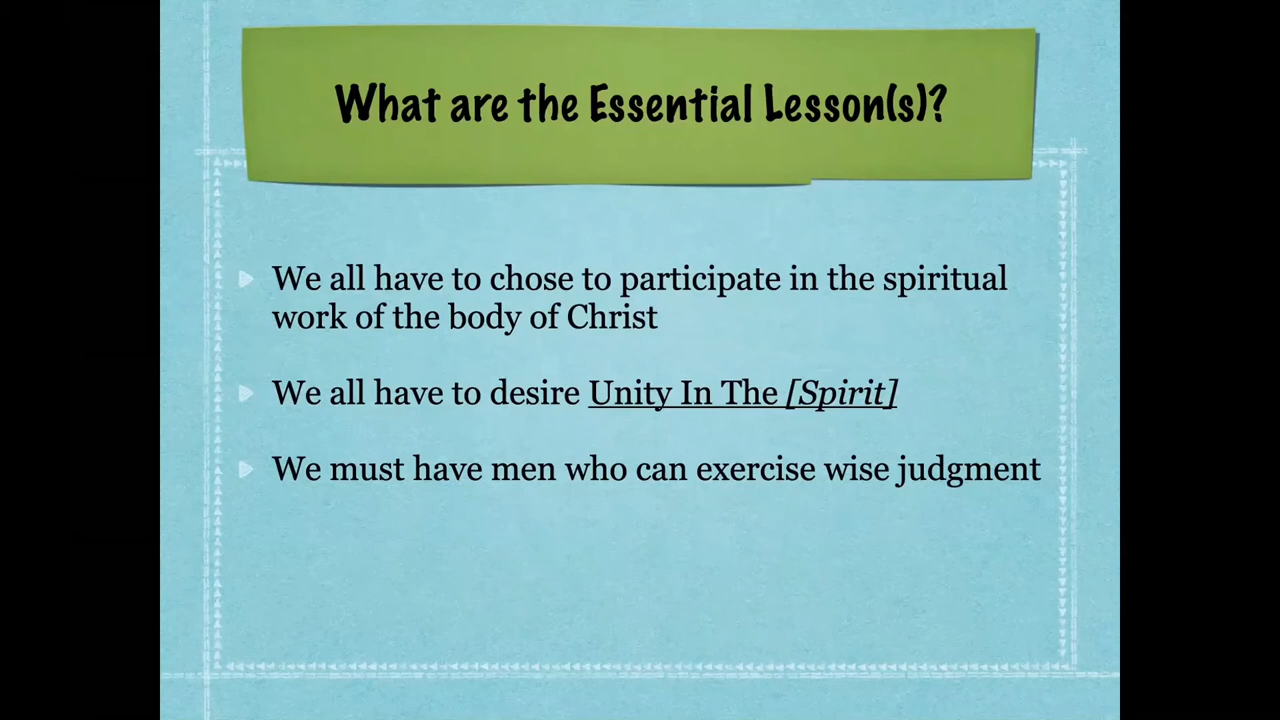 What are the Essential Lesson(s)?
We all have to chose to participate in the spiritual
work of the body of Christ
We all have to desire Unity In The [Spirit]
We must have men who can exercise wise judgment